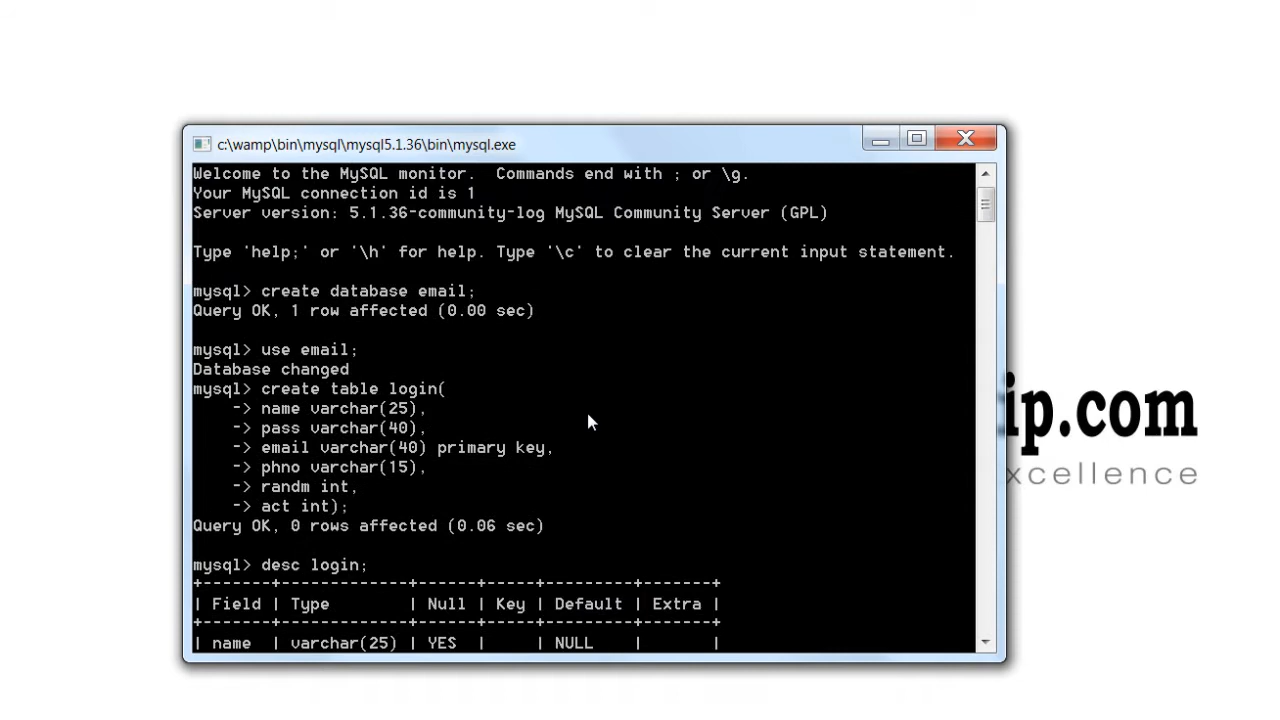 c:\wamp\bin\mysql\mysql5.1.36\bin\mysql.exe
Welcome to the MySQL monitor.  Commands end with ; or \g.
Your MySQL connection id is 1
Server version: 5.1.36-community-log MySQL Community Server (GPL)
Type 'help;' or '\h' for help. Type '\c' to clear the current input statement.
mysql> create database email;
Query OK, 1 row affected (0.00 sec)
mysql> use email;
Database changed
mysql> create table login(
    -> name varchar(25),
    -> pass varchar(40),
    -> email varchar(40) primary key,
    -> phno varchar(15),
    -> randm int,
    -> act int);
Query OK, 0 rows affected (0.06 sec)
mysql> desc login;
+-------+-------------+------+-----+---------+-------+
| Field | Type        | Null | Key | Default | Extra |
+-------+-------------+------+-----+---------+-------+
| name  | varchar(25) | YES  |     | NULL    |       |
ip.com
xcellence